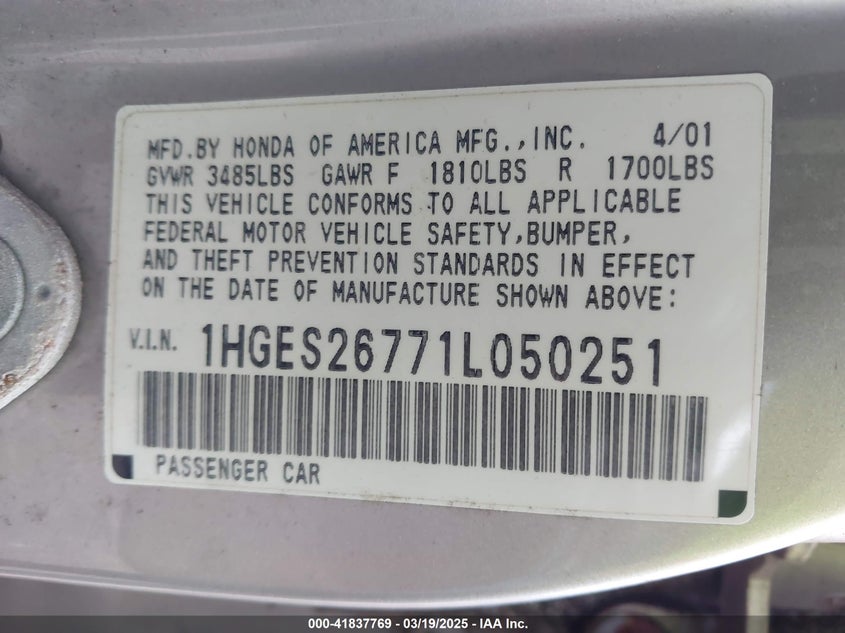 MFD.BY HONDA OF AMERICA MFG.,INC. 4/01
GVWR 3485LBS GAWR F 1810LBS R 1700LBS
THIS VEHICLE CONFORMS TO ALL APPLICABLE
FEDERAL MOTOR VEHICLE SAFETY,BUMPER,
AND THEFT PREVENTION STANDARDS IN EFFECT
ON THE DATE OF MANUFACTURE SHOWN ABOVE:
V.I.N. 1HGES26771L050251
PASSENGER CAR
000-41837769 - 03/19/2025 - IAA Inc.